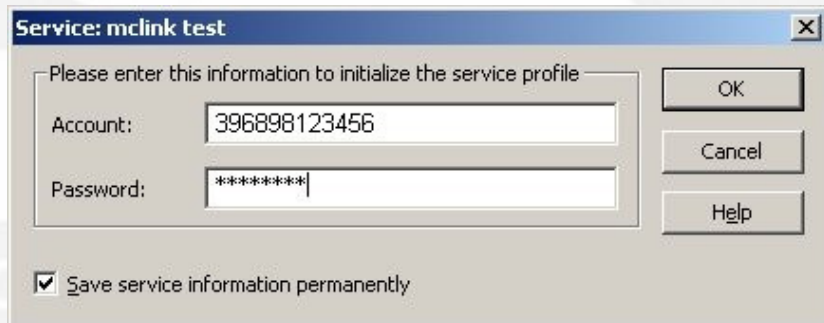 Service: mclink test
Please enter this information to initialize the service profile
Account: 396898123456
Password: ********
OK
Cancel
Help
Save service information permanently